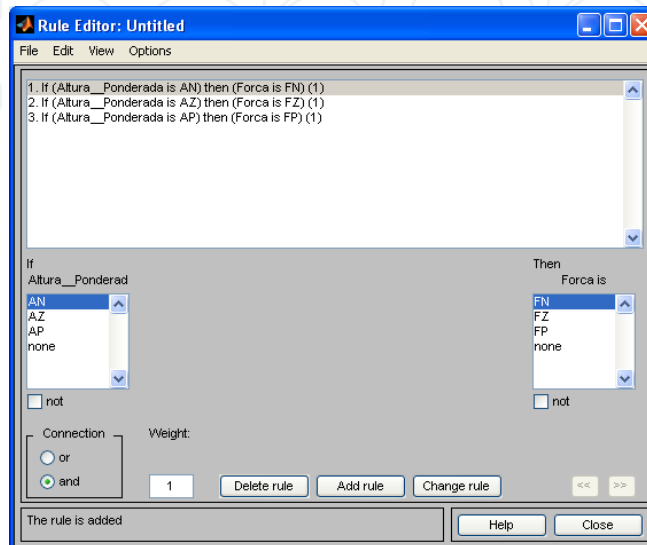 Rule Editor: Untitled
File Edit View Options
1. If (Altura__Ponderada is AN) then (Forca is FN) (1)
2. If (Altura__Ponderada is AZ) then (Forca is FZ) (1)
3. If (Altura__Ponderada is AP) then (Forca is FP) (1)
If Then
Altura__Ponderad Forca is
AN FN
AZ FZ
AP FP
none none
not not
Connection Weight:
or
and 1 Delete rule Add rule Change rule << >>
The rule is added Help Close